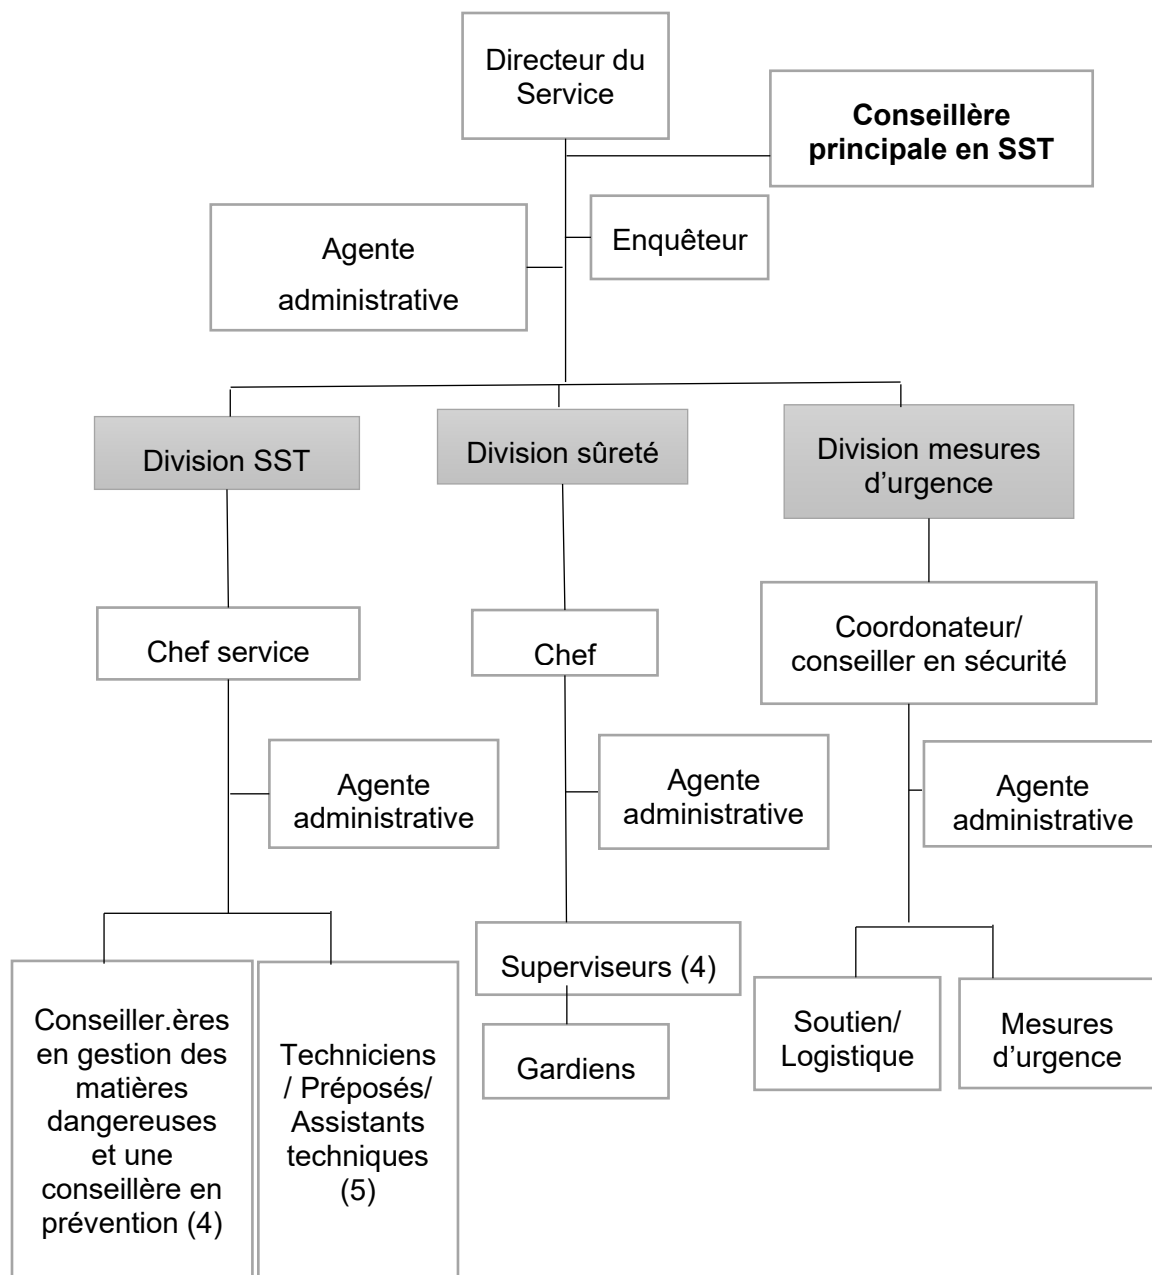 Directeur du
Service
Conseillère
principale en SST
Enquêteur
Agente
administrative
Division SST
Division sûreté
Division mesures
d’urgence
Chef service
Chef
Coordonateur/
conseiller en sécurité
Agente
administrative
Agente
administrative
Agente
administrative
Conseiller.ères
en gestion des
matières
dangereuses
et une
conseillère en
prévention (4)
Techniciens
/ Préposés/
Assistants
techniques
(5)
Superviseurs (4)
Gardiens
Soutien/
Logistique
Mesures
d’urgence